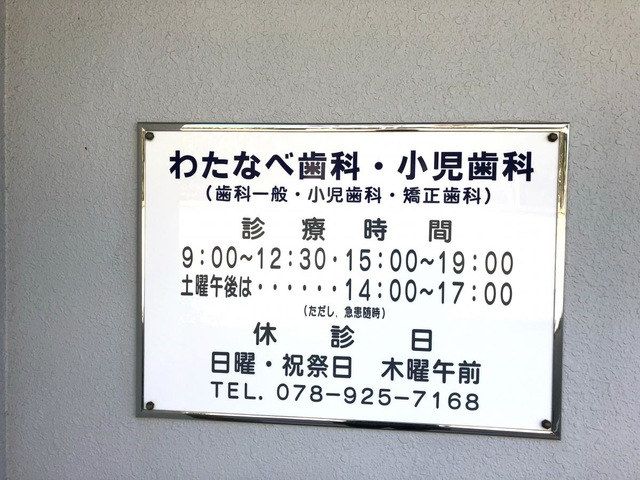 わたなべ歯科・小児歯科
（歯科一般・小児歯科・矯正歯科）
診療時間
9:00~12:30・15:00~19:00
土曜午後は・・・・・・14:00~17:00
（ただし、急患随時）
休診日
日曜・祝祭日 木曜午前
TEL. 078-925-7168